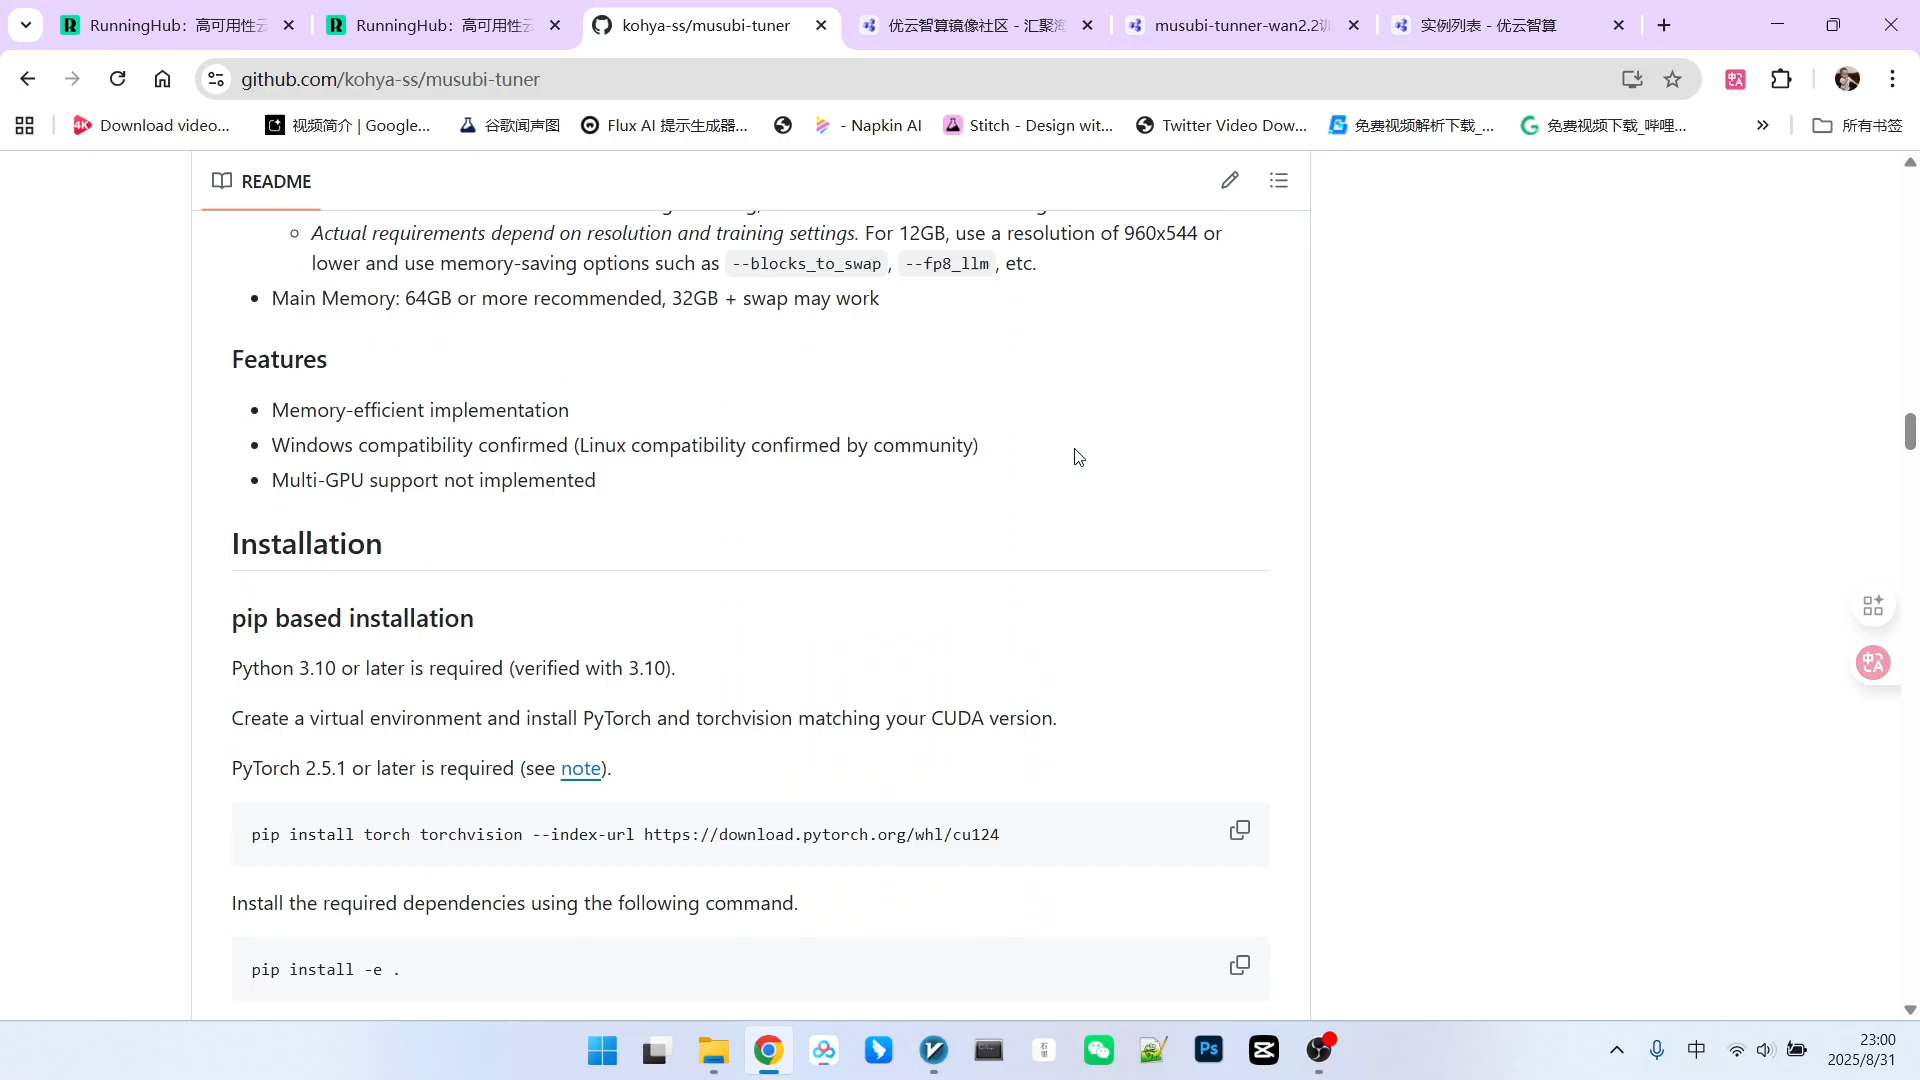 RunningHub：高可用性云
RunningHub：高可用性云
kohya-ss/musubi-tuner
优云智算镜像社区 - 汇聚海
musubi-tunner-wan2.2训
实例列表 - 优云智算
github.com/kohya-ss/musubi-tuner
Download video...
视频简介 | Google...
谷歌闻声图
Flux AI 提示生成器...
- Napkin AI
Stitch - Design wit...
Twitter Video Dow...
免费视频解析下载_...
免费视频下载_哔哩...
所有书签
README
Actual requirements depend on resolution and training settings. For 12GB, use a resolution of 960x544 or
lower and use memory-saving options such as --blocks_to_swap, --fp8_llm, etc.
Main Memory: 64GB or more recommended, 32GB + swap may work
Features
Memory-efficient implementation
Windows compatibility confirmed (Linux compatibility confirmed by community)
Multi-GPU support not implemented
Installation
pip based installation
Python 3.10 or later is required (verified with 3.10).
Create a virtual environment and install PyTorch and torchvision matching your CUDA version.
PyTorch 2.5.1 or later is required (see note).
pip install torch torchvision --index-url https://download.pytorch.org/whl/cu124
Install the required dependencies using the following command.
pip install -e .
中
23:00
2025/8/31